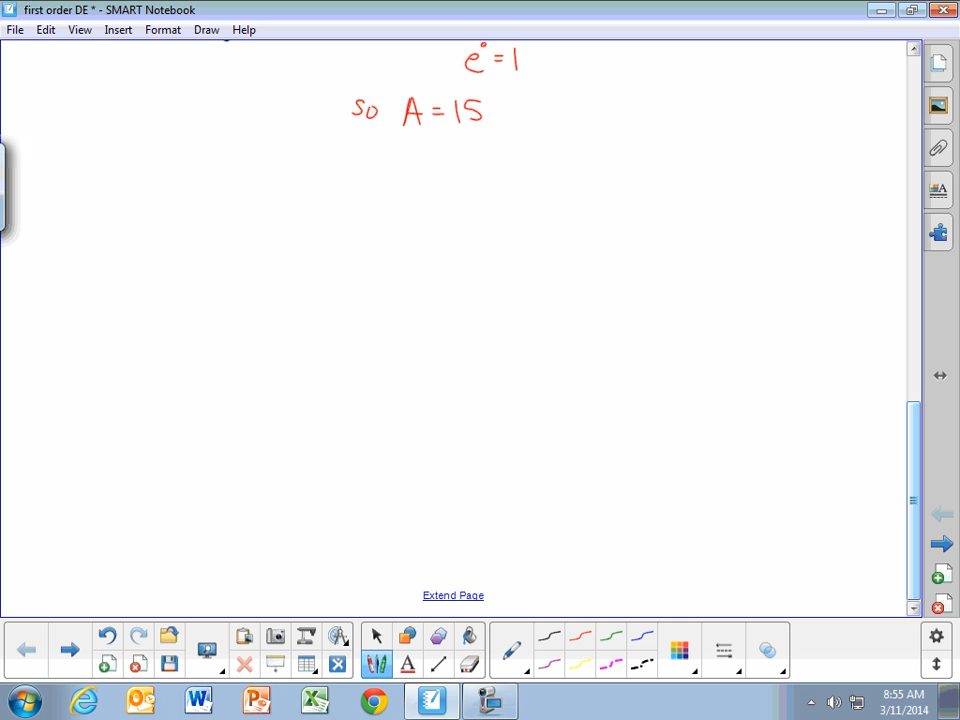 first order DE * - SMART Notebook
File Edit View Insert Format Draw Help
e° = 1
so A = 15
Extend Page
8:55 AM
3/11/2014